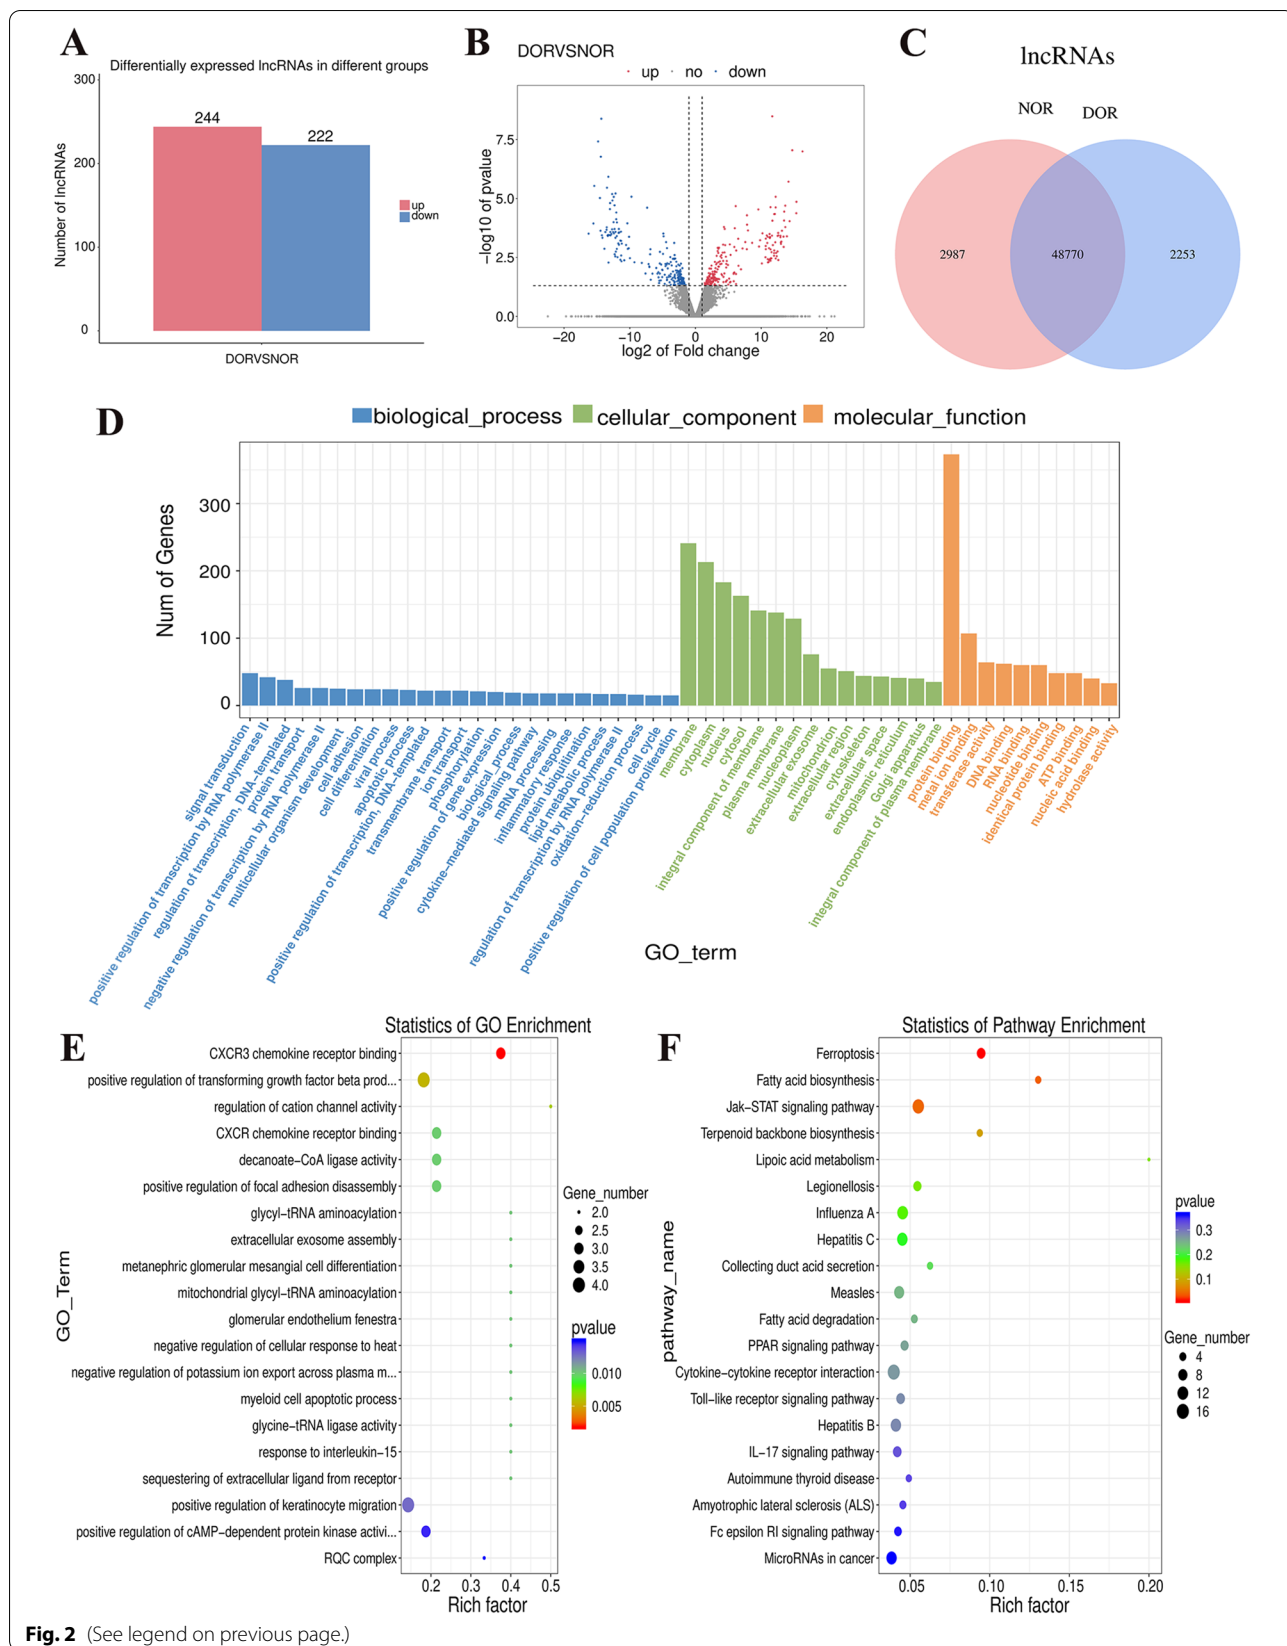 A
Differentially expressed lncRNAs in different groups
300
200
100
0
Number of lncRNAs
244
222
up
down
DORVSNOR
B
DORVSNOR
up no down
7.5
5.0
2.5
0.0
−log10 of pvalue
−20 −10 0 10 20
log2 of Fold change
C
lncRNAs
NOR DOR
2987 48770 2253
D
biological_process cellular_component molecular_function
Num of Genes
300
200
100
0
signal transduction
positive regulation of transcription by RNA polymerase II
regulation of transcription, DNA−templated
protein transport
negative regulation of transcription by RNA polymerase II
multicellular organism development
cell adhesion
cell differentiation
viral process
apoptotic process
positive regulation of transcription, DNA−templated
transmembrane transport
ion transport
phosphorylation
positive regulation of gene expression
biological_process
cytokine−mediated signaling pathway
mRNA processing
inflammatory response
protein ubiquitination
lipid metabolic process
regulation of transcription by RNA polymerase II
oxidation−reduction process
cell cycle
positive regulation of cell population proliferation
membrane
cytoplasm
nucleus
cytosol
integral component of membrane
plasma membrane
nucleoplasm
extracellular exosome
mitochondrion
extracellular region
cytoskeleton
extracellular space
endoplasmic reticulum
Golgi apparatus
integral component of plasma membrane
protein binding
metal ion binding
transferase activity
DNA binding
RNA binding
nucleotide binding
identical protein binding
ATP binding
nucleic acid binding
hydrolase activity
GO_term
E
Statistics of GO Enrichment
GO_Term
CXCR3 chemokine receptor binding
positive regulation of transforming growth factor beta prod...
regulation of cation channel activity
CXCR chemokine receptor binding
decanoate−CoA ligase activity
positive regulation of focal adhesion disassembly
glycyl−tRNA aminoacylation
extracellular exosome assembly
metanephric glomerular mesangial cell differentiation
mitochondrial glycyl−tRNA aminoacylation
glomerular endothelium fenestra
negative regulation of cellular response to heat
negative regulation of potassium ion export across plasma m...
myeloid cell apoptotic process
glycine−tRNA ligase activity
response to interleukin−15
sequestering of extracellular ligand from receptor
positive regulation of keratinocyte migration
positive regulation of cAMP−dependent protein kinase activi...
RQC complex
0.2 0.3 0.4 0.5
Rich factor
Gene_number
2.0
2.5
3.0
3.5
4.0
pvalue
0.010
0.005
F
Statistics of Pathway Enrichment
pathway_name
Ferroptosis
Fatty acid biosynthesis
Jak−STAT signaling pathway
Terpenoid backbone biosynthesis
Lipoic acid metabolism
Legionellosis
Influenza A
Hepatitis C
Collecting duct acid secretion
Measles
Fatty acid degradation
PPAR signaling pathway
Cytokine−cytokine receptor interaction
Toll−like receptor signaling pathway
Hepatitis B
IL−17 signaling pathway
Autoimmune thyroid disease
Amyotrophic lateral sclerosis (ALS)
Fc epsilon RI signaling pathway
MicroRNAs in cancer
0.05 0.10 0.15 0.20
Rich factor
pvalue
0.3
0.2
0.1
Gene_number
4
8
12
16
Fig. 2 (See legend on previous page.)